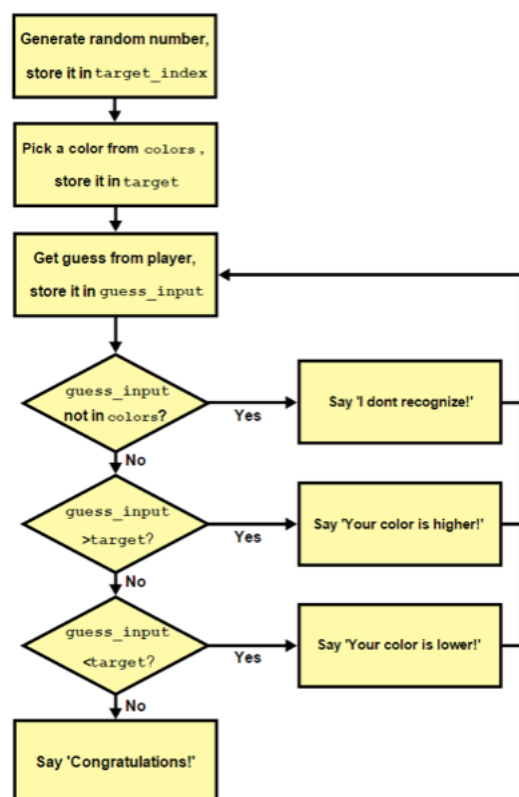 Generate random number,
store it in target_index
Pick a color from colors ,
store it in target
Get guess from player,
store it in guess_input
guess_input
not in colors?
Yes
Say 'I dont recognize!'
No
guess_input
>target?
Yes
Say 'Your color is higher!'
No
guess_input
<target?
Yes
Say 'Your color is lower!'
No
Say 'Congratulations!'